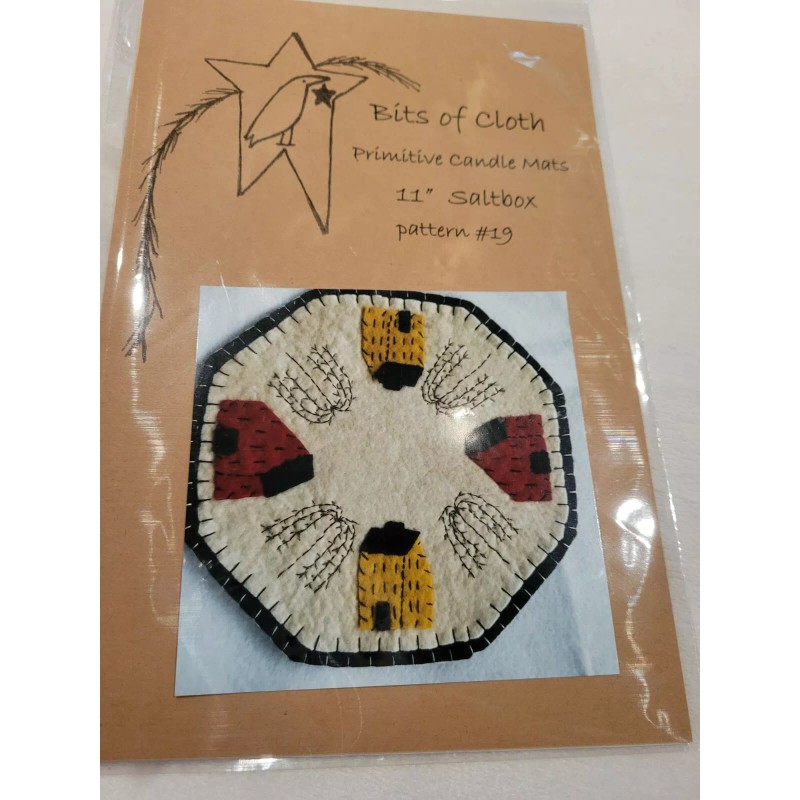 Bits of Cloth
Primitive Candle Mats
11" Saltbox
pattern #19